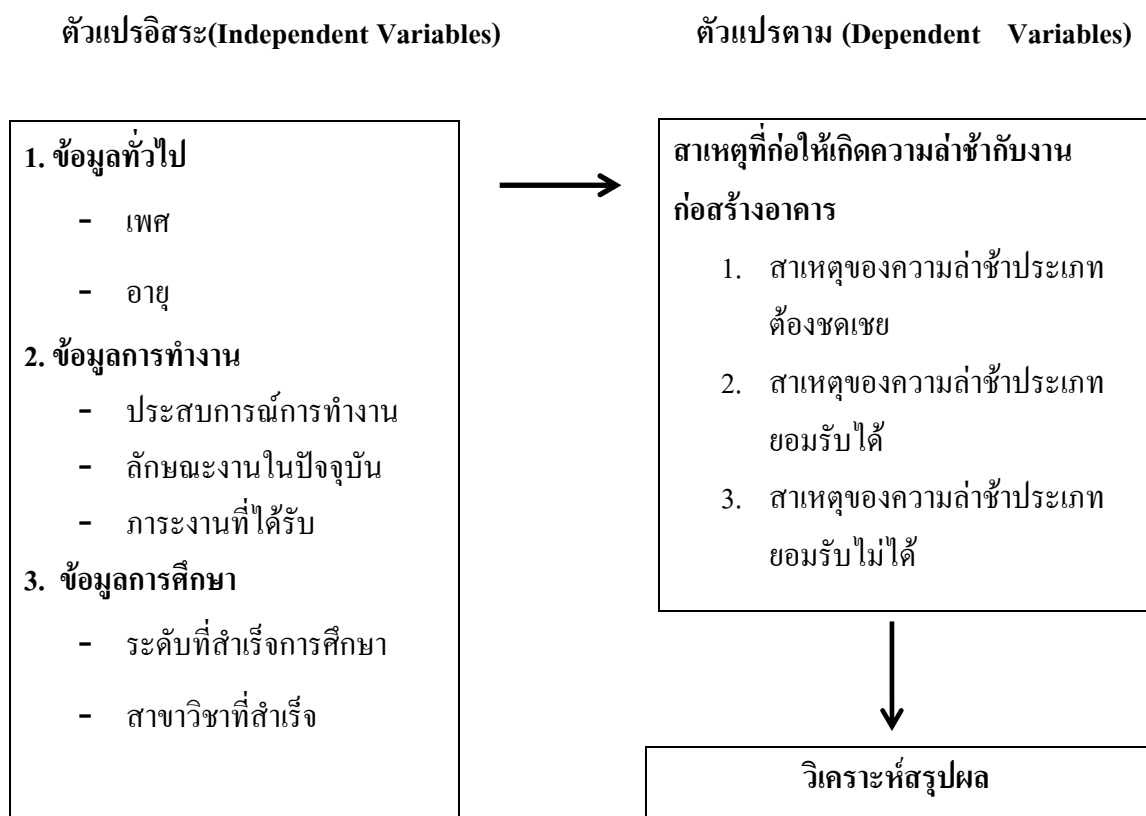 ตัวแปรอิสระ(Independent Variables)
ตัวแปรตาม (Dependent Variables)
1. ข้อมูลทั่วไป
- เพศ
- อายุ
2. ข้อมูลการทำงาน
- ประสบการณ์การทำงาน
- ลักษณะงานในปัจจุบัน
- ภาระงานที่ได้รับ
3. ข้อมูลการศึกษา
- ระดับที่สำเร็จการศึกษา
- สาขาวิชาที่สำเร็จ
สาเหตุที่ก่อให้เกิดความล่าช้ากับงาน
ก่อสร้างอาคาร
1. สาเหตุของความล่าช้าประเภท
ต้องชดเชย
2. สาเหตุของความล่าช้าประเภท
ยอมรับได้
3. สาเหตุของความล่าช้าประเภท
ยอมรับไม่ได้
วิเคราะห์สรุปผล